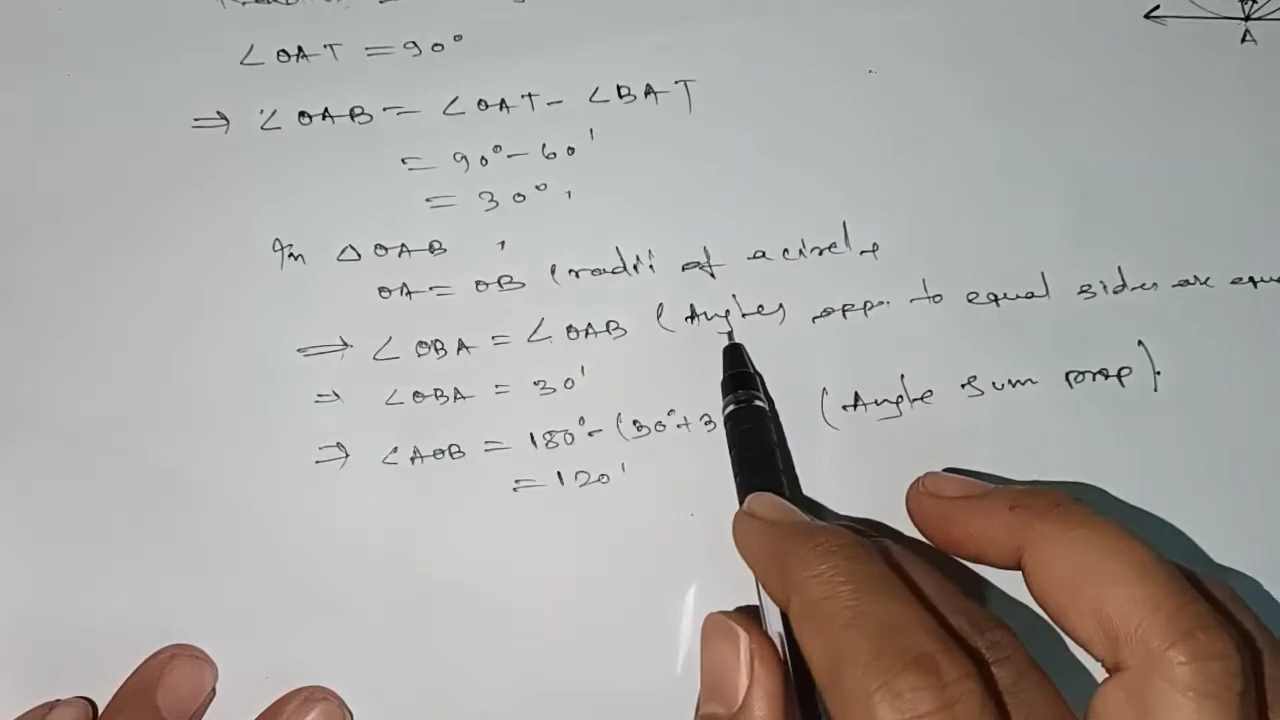 ∠OAT = 90°
A
⇒ ∠OAB = ∠OAT - ∠BAT
= 90° - 60'
= 30°,
In △OAB,
OA = OB (radii of a circle
⇒ ∠OBA = ∠OAB (Angles opp. to equal sides are equa
⇒ ∠OBA = 30'
⇒ ∠AOB = 180° - (30° + 3 (Angle sum prop).
= 120'